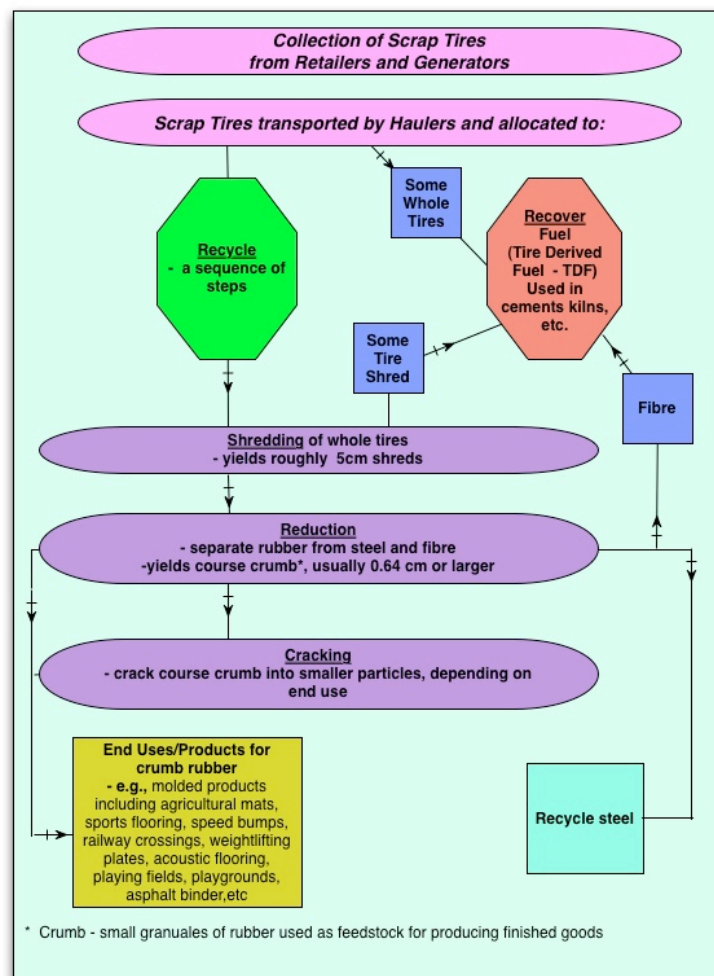 Collection of Scrap Tires
from Retailers and Generators
Scrap Tires transported by Haulers and allocated to:
Some
Whole
Tires
Recycle
- a sequence of
steps
Recover
Fuel
(Tire Derived
Fuel - TDF)
Used in
cements kilns,
etc.
Some
Tire
Shred
Fibre
Shredding of whole tires
- yields roughly 5cm shreds
Reduction
- separate rubber from steel and fibre
-yields course crumb*, usually 0.64 cm or larger
Cracking
- crack course crumb into smaller particles, depending on
end use
End Uses/Products for
crumb rubber
- e.g., molded products
including agricultural mats,
sports flooring, speed bumps,
railway crossings, weightlifting
plates, acoustic flooring,
playing fields, playgrounds,
asphalt binder,etc
Recycle steel
* Crumb - small granuales of rubber used as feedstock for producing finished goods